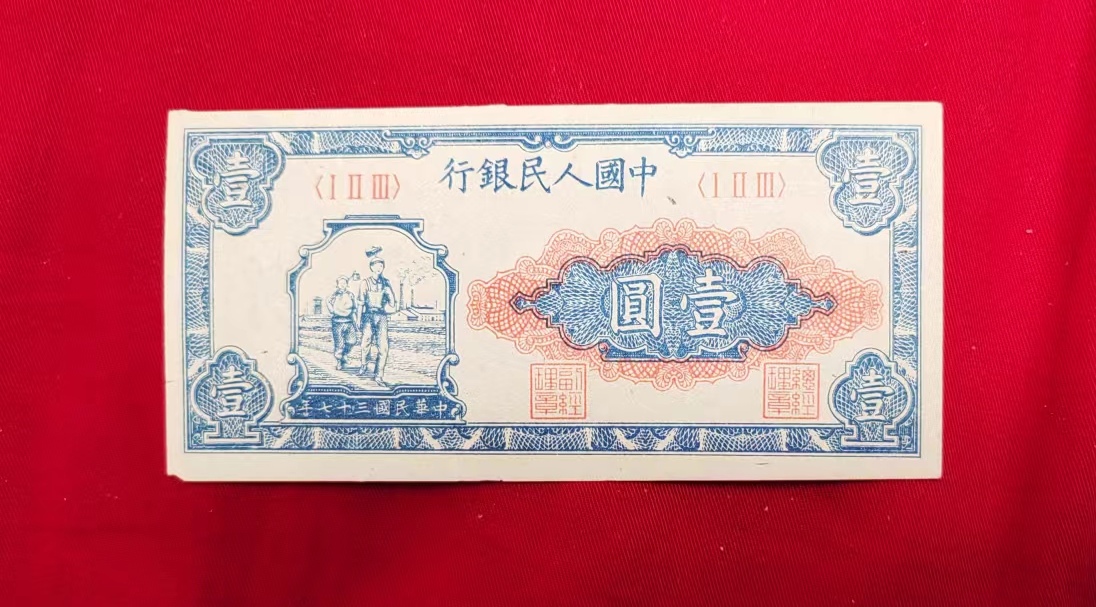 中國人民銀行
〈I II III〉
〈I II III〉
壹
壹
壹圓
中華民國三十七年
總經理章
副經理章
壹
壹